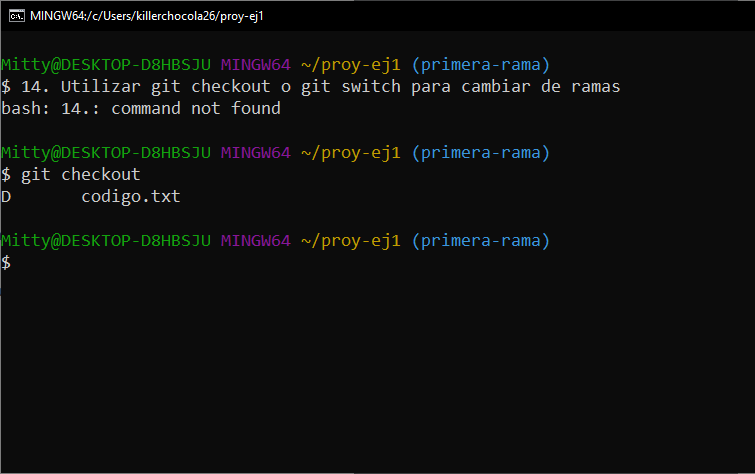 MINGW64:/c/Users/killerchocola26/proy-ej1
Mitty@DESKTOP-D8HBSJU MINGW64 ~/proy-ej1 (primera-rama)
$ 14. Utilizar git checkout o git switch para cambiar de ramas
bash: 14.: command not found
Mitty@DESKTOP-D8HBSJU MINGW64 ~/proy-ej1 (primera-rama)
$ git checkout
D       codigo.txt
Mitty@DESKTOP-D8HBSJU MINGW64 ~/proy-ej1 (primera-rama)
$